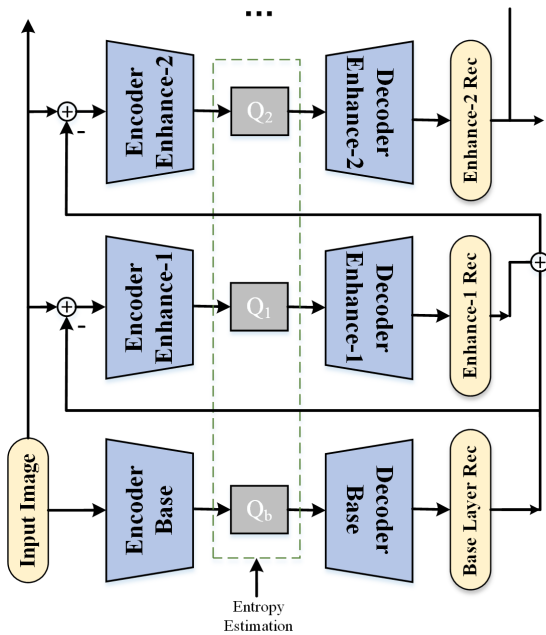 ...
Encoder
Enhance-2
Q2
Decoder
Enhance-2
Enhance-2 Rec
+
-
Encoder
Enhance-1
Q1
Decoder
Enhance-1
Enhance-1 Rec
+
+
-
Input Image
Encoder
Base
Qb
Decoder
Base
Base Layer Rec
Entropy
Estimation